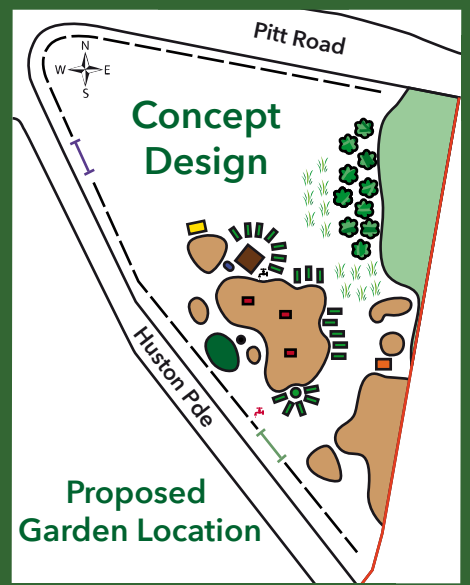 Pitt Road
N
W E
S
Concept
Design
Huston Pde
Proposed
Garden Location